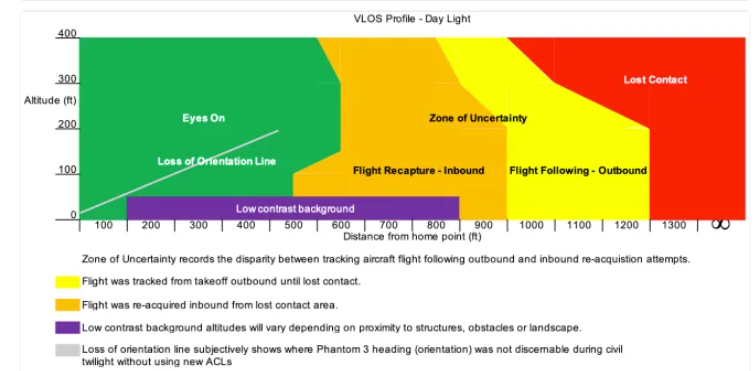 VLOS Profile - Day Light
400
300
Lost Contact
Altitude (ft)
Eyes On
Zone of Uncertainty
200
Loss of Orientation Line
Flight Recapture - Inbound
Flight Following - Outbound
100
Low contrast background
0
100 200 300 400 500 600 700 800 900 1000 1100 1200 1300 ∞
Distance from home point (ft)
Zone of Uncertainty records the disparity between tracking aircraft flight following outbound and inbound re-acquistion attempts.
Flight was tracked from takeoff outbound until lost contact.
Flight was re-acquired inbound from lost contact area.
Low contrast background altitudes will vary depending on proximity to structures, obstacles or landscape.
Loss of orientation line subjectively shows where Phantom 3 heading (orientation) was not discernable during civil
twilight without using new ACLs